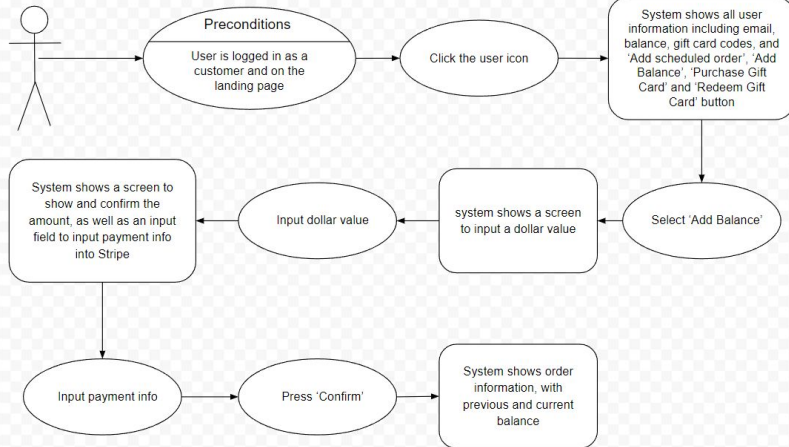 Preconditions
User is logged in as a
customer and on the
landing page
Click the user icon
System shows all user
information including email,
balance, gift card codes, and
‘Add scheduled order’, ‘Add
Balance’, ‘Purchase Gift
Card’ and ‘Redeem Gift
Card’ button
Select ‘Add Balance’
system shows a screen
to input a dollar value
Input dollar value
System shows a screen to
show and confirm the
amount, as well as an input
field to input payment info
into Stripe
Input payment info
Press ‘Confirm’
System shows order
information, with
previous and current
balance